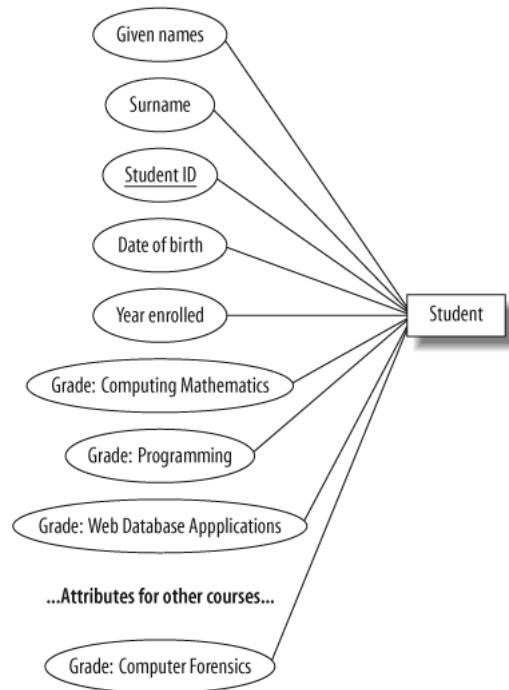 Given names
Surname
Student ID
Date of birth
Year enrolled
Student
Grade: Computing Mathematics
Grade: Programming
Grade: Web Database Appplications
...Attributes for other courses...
Grade: Computer Forensics